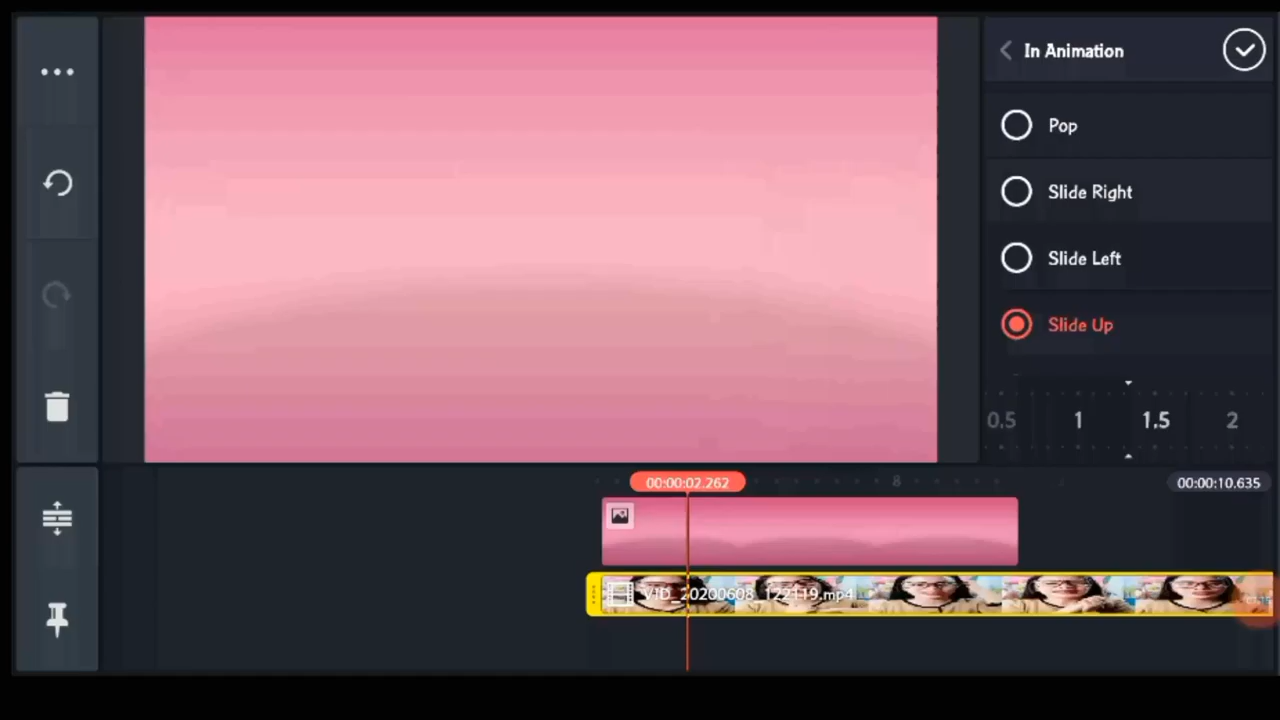 In Animation
Pop
Slide Right
Slide Left
Slide Up
0.5 1 1.5 2
00:00:02.262 8 00:00:10.635
VID_20200608_122119.mp4